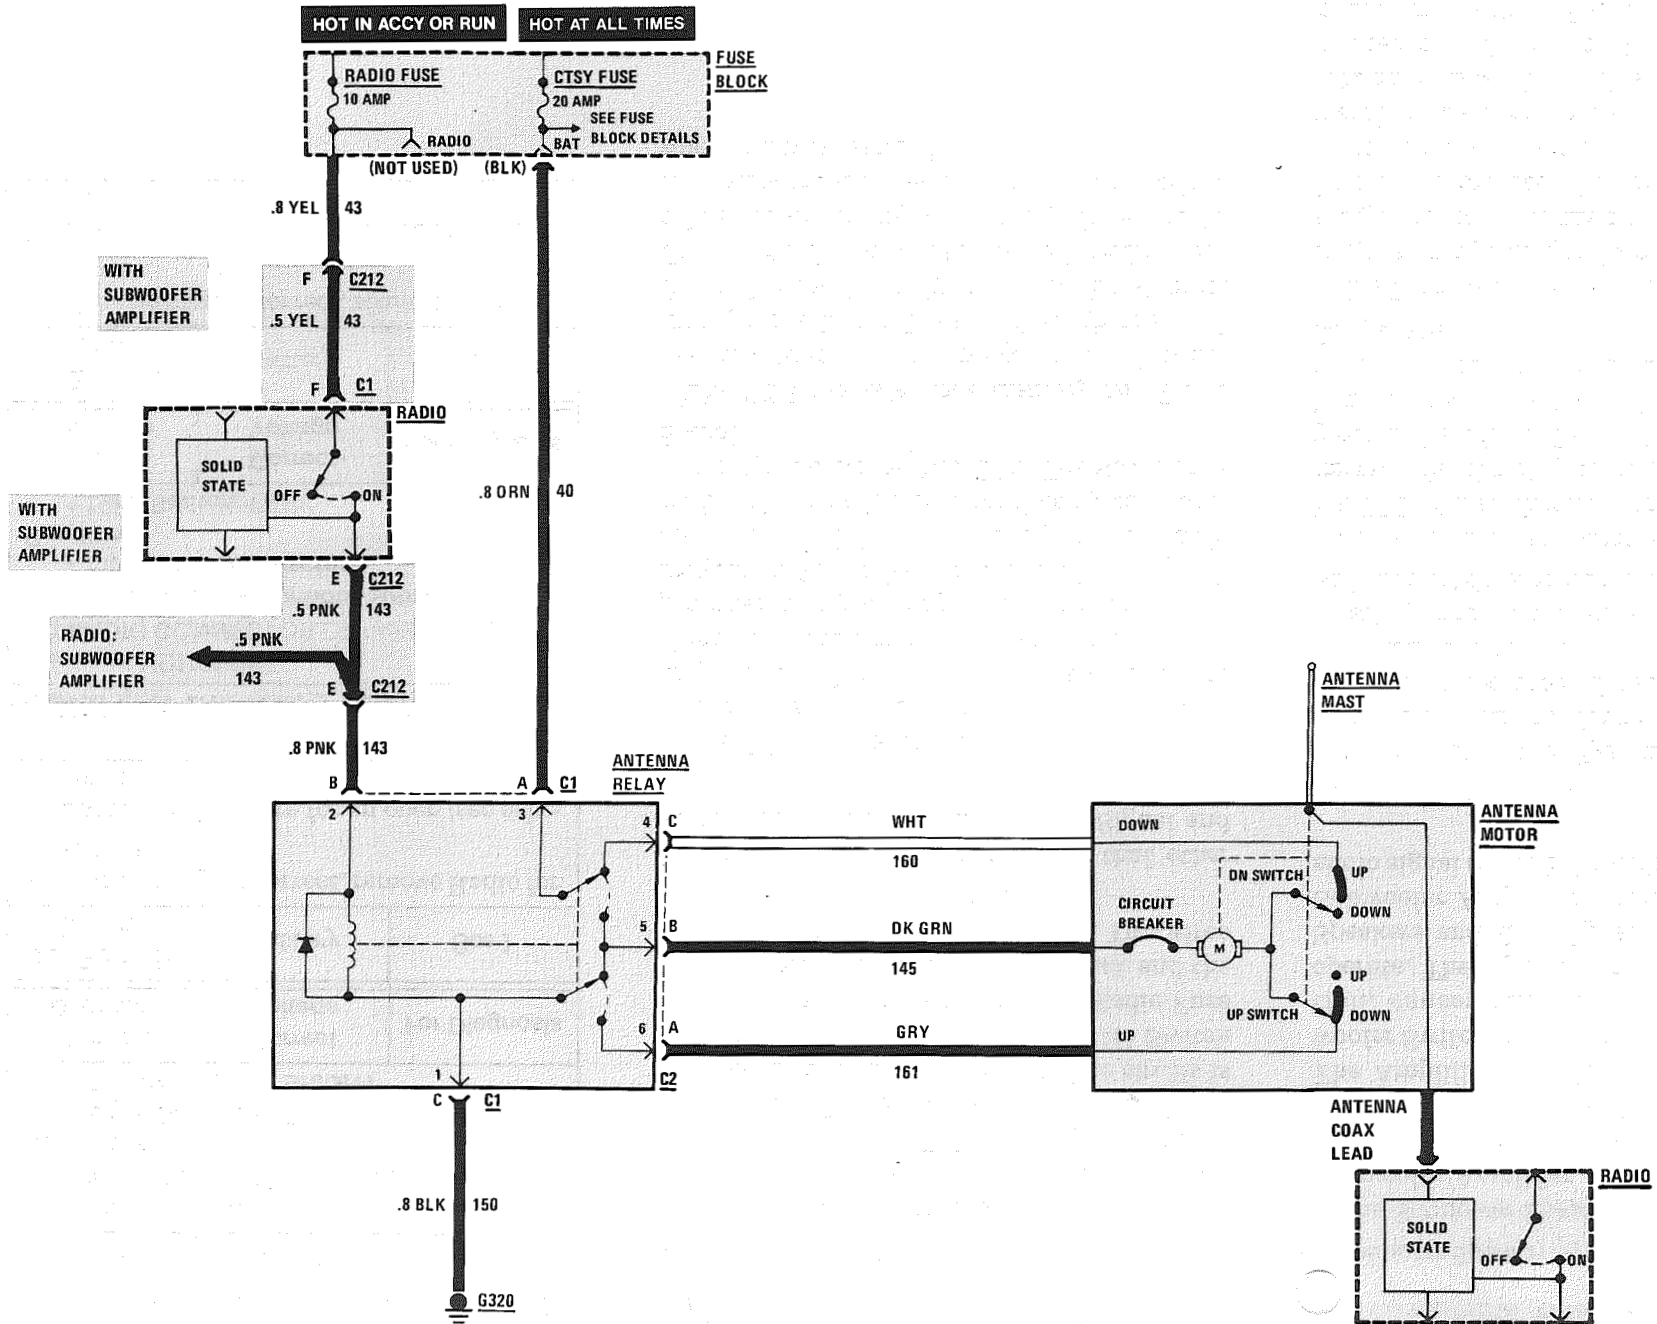 HOT IN ACCY OR RUN
HOT AT ALL TIMES
FUSE
BLOCK
RADIO FUSE
10 AMP
RADIO
CTSY FUSE
20 AMP
SEE FUSE
BLOCK DETAILS
BAT
(NOT USED)
(BLK)
.8 YEL 43
WITH
SUBWOOFER
AMPLIFIER
F C212
.5 YEL 43
F C1
RADIO
SOLID
STATE
OFF ON
.8 ORN 40
WITH
SUBWOOFER
AMPLIFIER
E C212
.5 PNK 143
RADIO:
SUBWOOFER
AMPLIFIER
.5 PNK
143
E C212
.8 PNK 143
B A C1
ANTENNA
RELAY
ANTENNA
MAST
2 3
4 C
WHT
160
DOWN
ANTENNA
MOTOR
5 B
DK GRN
145
CIRCUIT
BREAKER
DN SWITCH
UP
DOWN
M
UP
DOWN
UP SWITCH
6 A
GRY
161
UP
C2
1
C C1
.8 BLK 150
G320
ANTENNA
COAX
LEAD
RADIO
SOLID
STATE
OFF ON